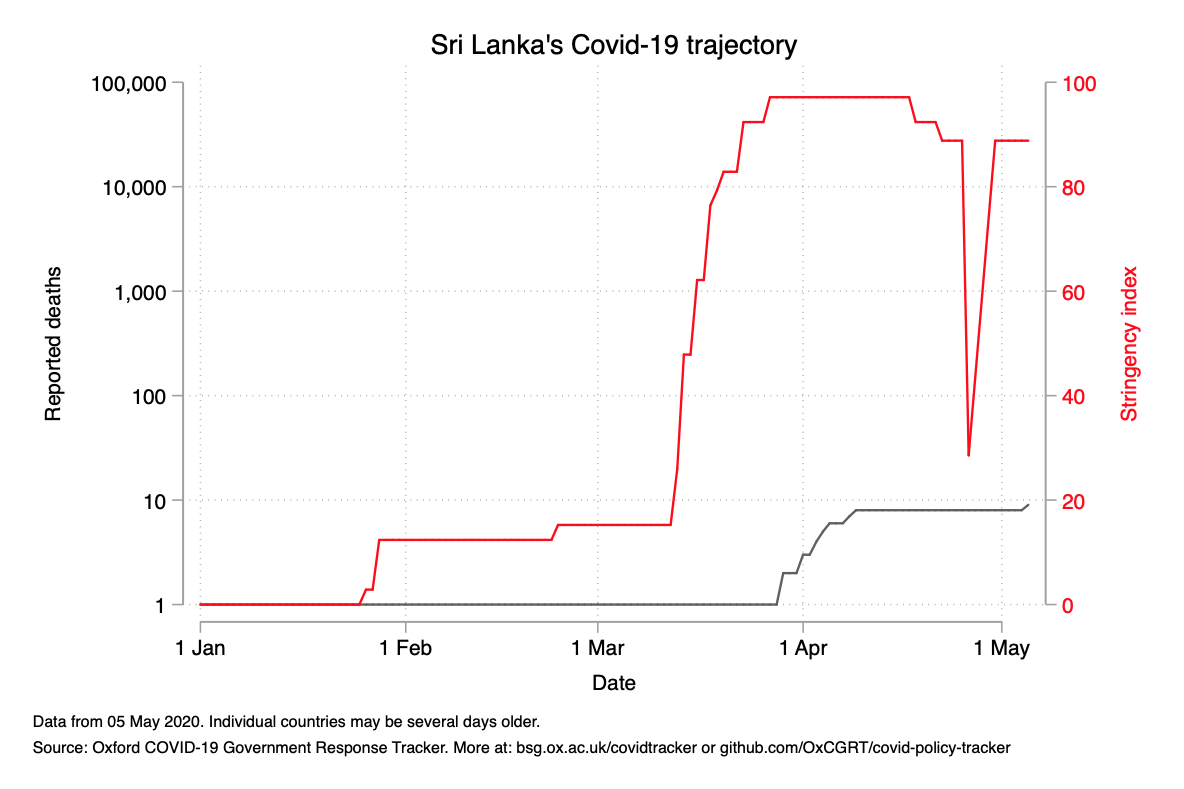 Sri Lanka's Covid-19 trajectory
100,000
10,000
1,000
100
10
1
Reported deaths
100
80
60
40
20
0
Stringency index
1 Jan
1 Feb
1 Mar
1 Apr
1 May
Date
Data from 05 May 2020. Individual countries may be several days older.
Source: Oxford COVID-19 Government Response Tracker. More at: bsg.ox.ac.uk/covidtracker or github.com/OxCGRT/covid-policy-tracker